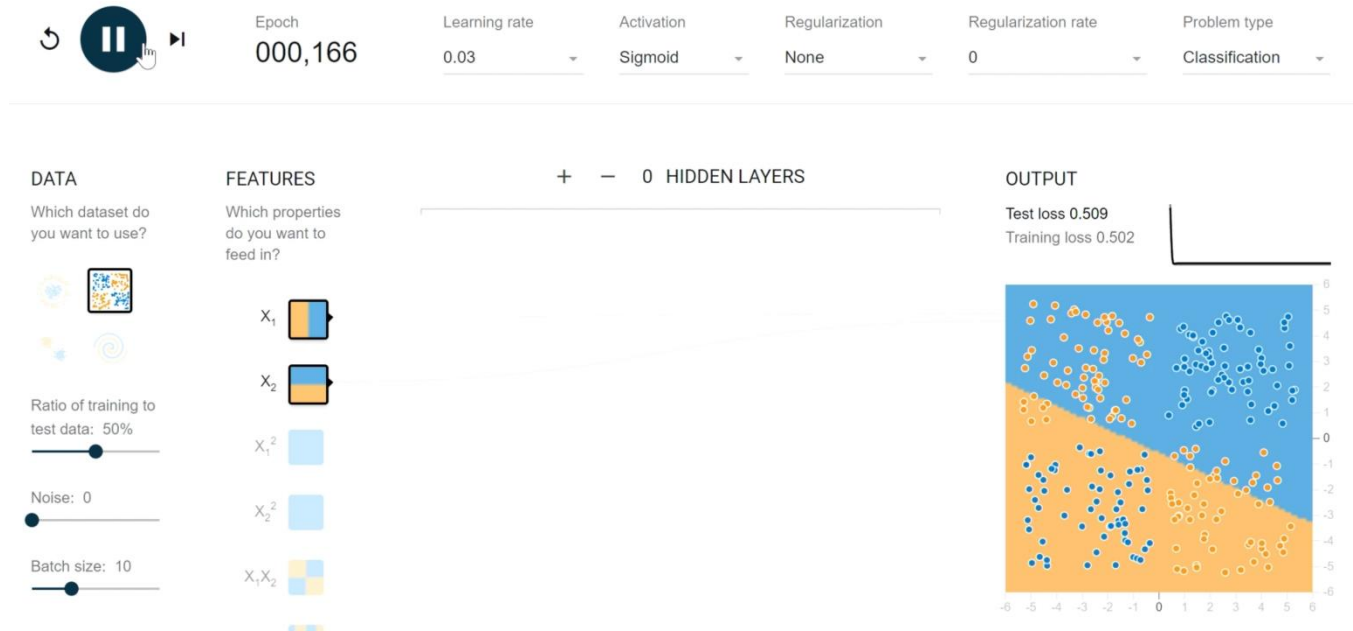 Epoch
000,166
Learning rate
0.03
Activation
Sigmoid
Regularization
None
Regularization rate
0
Problem type
Classification
DATA
Which dataset do
you want to use?
Ratio of training to
test data: 50%
Noise: 0
Batch size: 10
FEATURES
Which properties
do you want to
feed in?
X₁
X₂
X₁²
X₂²
X₁X₂
+ − 0 HIDDEN LAYERS
OUTPUT
Test loss 0.509
Training loss 0.502
6
5
4
3
2
1
0
-1
-2
-3
-4
-5
-6
-6 -5 -4 -3 -2 -1 0 1 2 3 4 5 6